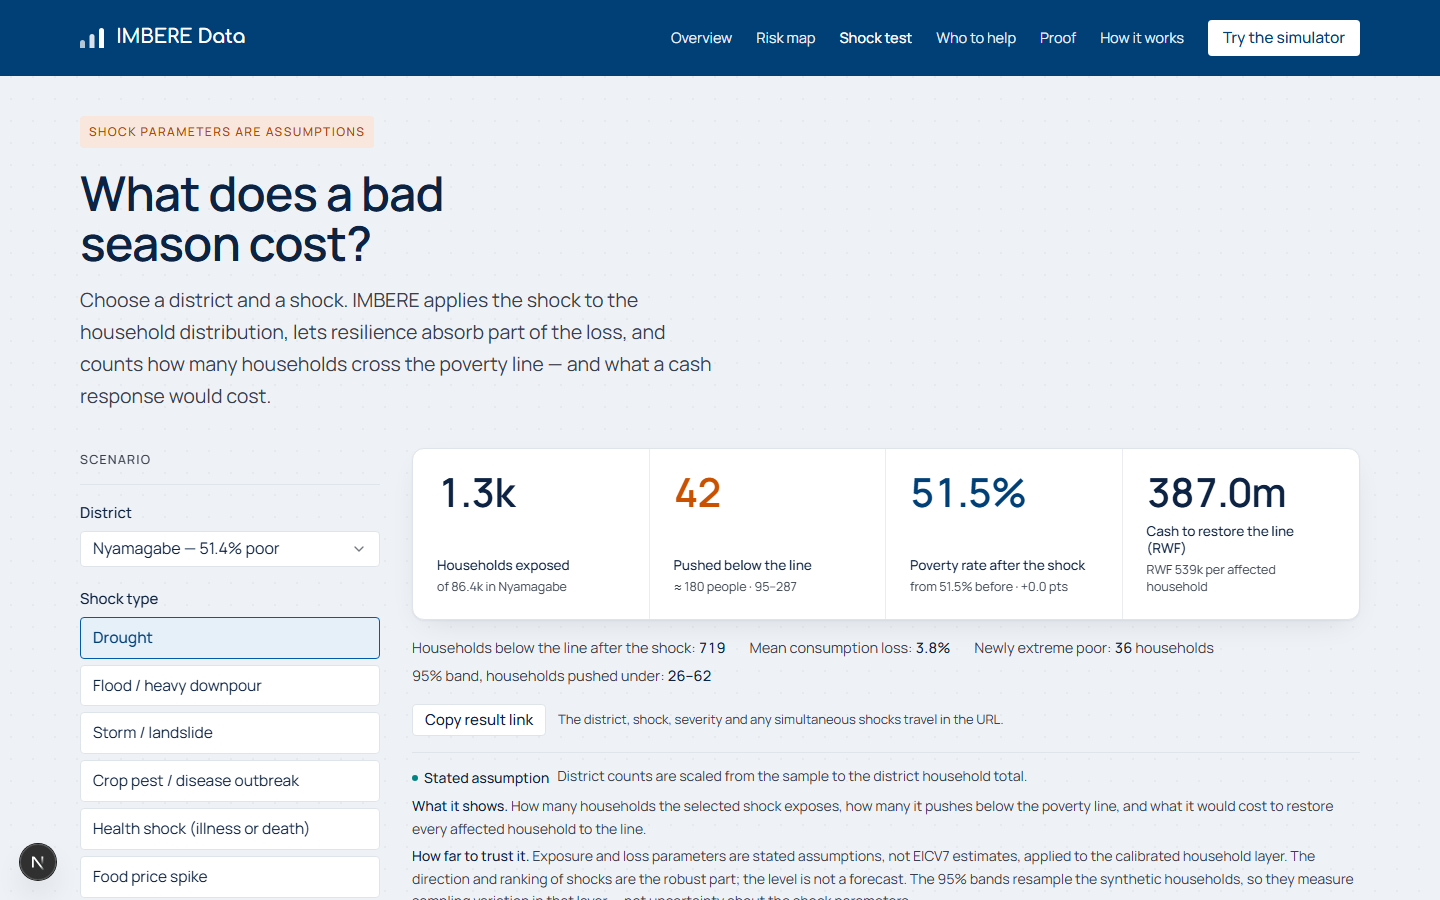 IMBERE Data
Overview
Risk map
Shock test
Who to help
Proof
How it works
Try the simulator
SHOCK PARAMETERS ARE ASSUMPTIONS
What does a bad
season cost?
Choose a district and a shock. IMBERE applies the shock to the
household distribution, lets resilience absorb part of the loss, and
counts how many households cross the poverty line — and what a cash
response would cost.
SCENARIO
District
Nyamagabe — 51.4% poor
Shock type
Drought
Flood / heavy downpour
Storm / landslide
Crop pest / disease outbreak
Health shock (illness or death)
Food price spike
1.3k
Households exposed
of 86.4k in Nyamagabe
42
Pushed below the line
≈ 180 people · 95–287
51.5%
Poverty rate after the shock
from 51.5% before · +0.0 pts
387.0m
Cash to restore the line
(RWF)
RWF 539k per affected
household
Households below the line after the shock: 719
Mean consumption loss: 3.8%
Newly extreme poor: 36 households
95% band, households pushed under: 26–62
Copy result link
The district, shock, severity and any simultaneous shocks travel in the URL.
Stated assumption District counts are scaled from the sample to the district household total.
What it shows. How many households the selected shock exposes, how many it pushes below the poverty line, and what it would cost to restore
every affected household to the line.
How far to trust it. Exposure and loss parameters are stated assumptions, not EICV7 estimates, applied to the calibrated household layer. The
direction and ranking of shocks are the robust part; the level is not a forecast. The 95% bands resample the synthetic households, so they measure
sampling variation in that layer — not uncertainty about the shock parameters.
N